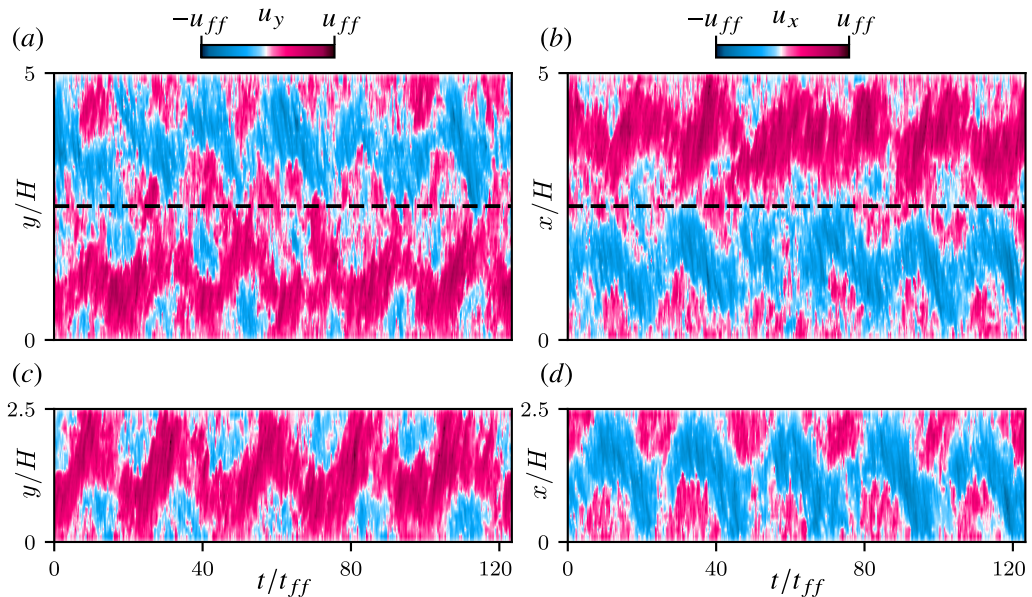 −u_ff u_y u_ff −u_ff u_x u_ff
(a) (b)
5 5
y/H x/H
0 0
(c) (d)
2.5 2.5
y/H x/H
0 0
0 40 80 120 0 40 80 120
t/t_ff t/t_ff